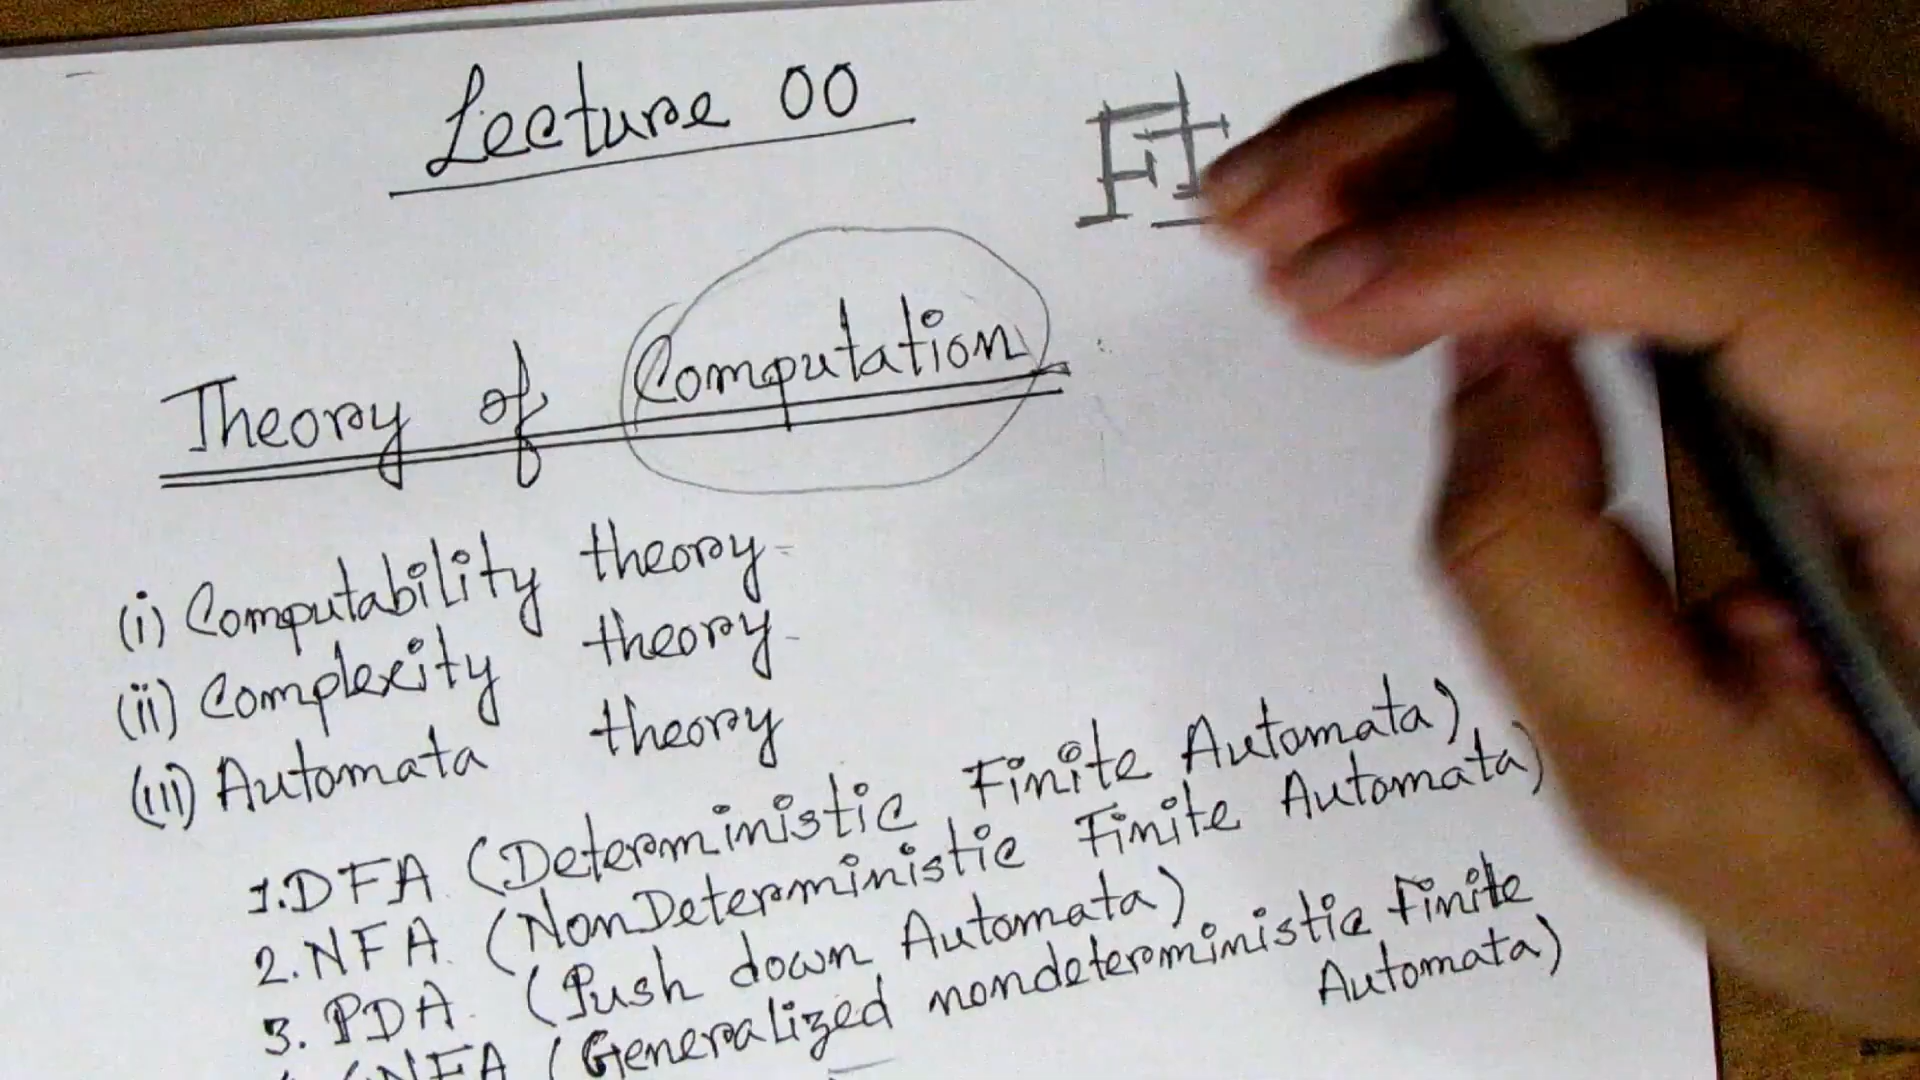 Lecture 00
Theory of Computation
(i) Computability theory
(ii) Complexity theory
(iii) Automata theory
1. DFA (Deterministic Finite Automata)
2. NFA (NonDeterministic Finite Automata)
3. PDA (Push down Automata)
GNFA (Generalized nondeterministic Finite
Automata)